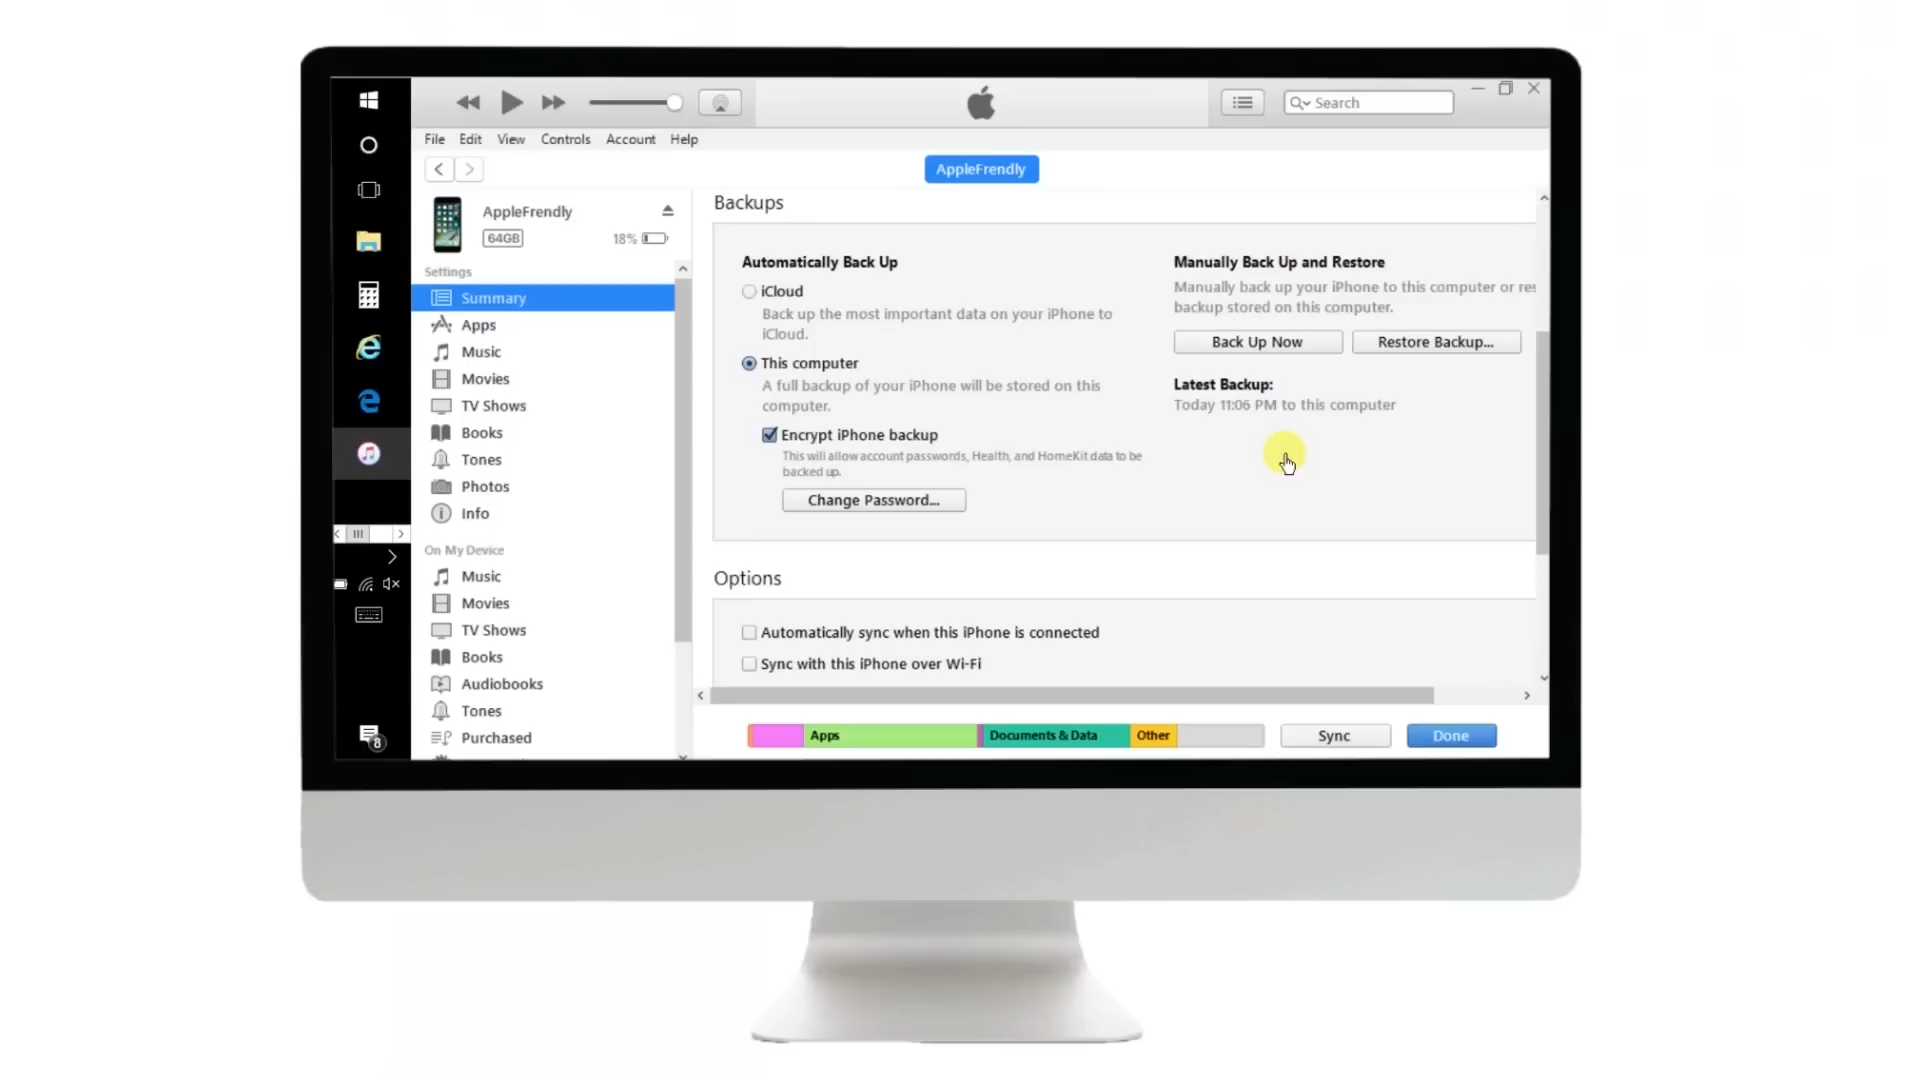 Search
File Edit View Controls Account Help
AppleFrendly
AppleFrendly
64GB
18%
Settings
Summary
Apps
Music
Movies
TV Shows
Books
Tones
Photos
Info
On My Device
Music
Movies
TV Shows
Books
Audiobooks
Tones
Purchased
8
Backups
Automatically Back Up
iCloud
Back up the most important data on your iPhone to
iCloud.
This computer
A full backup of your iPhone will be stored on this
computer.
Encrypt iPhone backup
This will allow account passwords, Health, and HomeKit data to be
backed up.
Change Password...
Manually Back Up and Restore
Manually back up your iPhone to this computer or res
backup stored on this computer.
Back Up Now
Restore Backup...
Latest Backup:
Today 11:06 PM to this computer
Options
Automatically sync when this iPhone is connected
Sync with this iPhone over Wi-Fi
Apps
Documents & Data
Other
Sync
Done